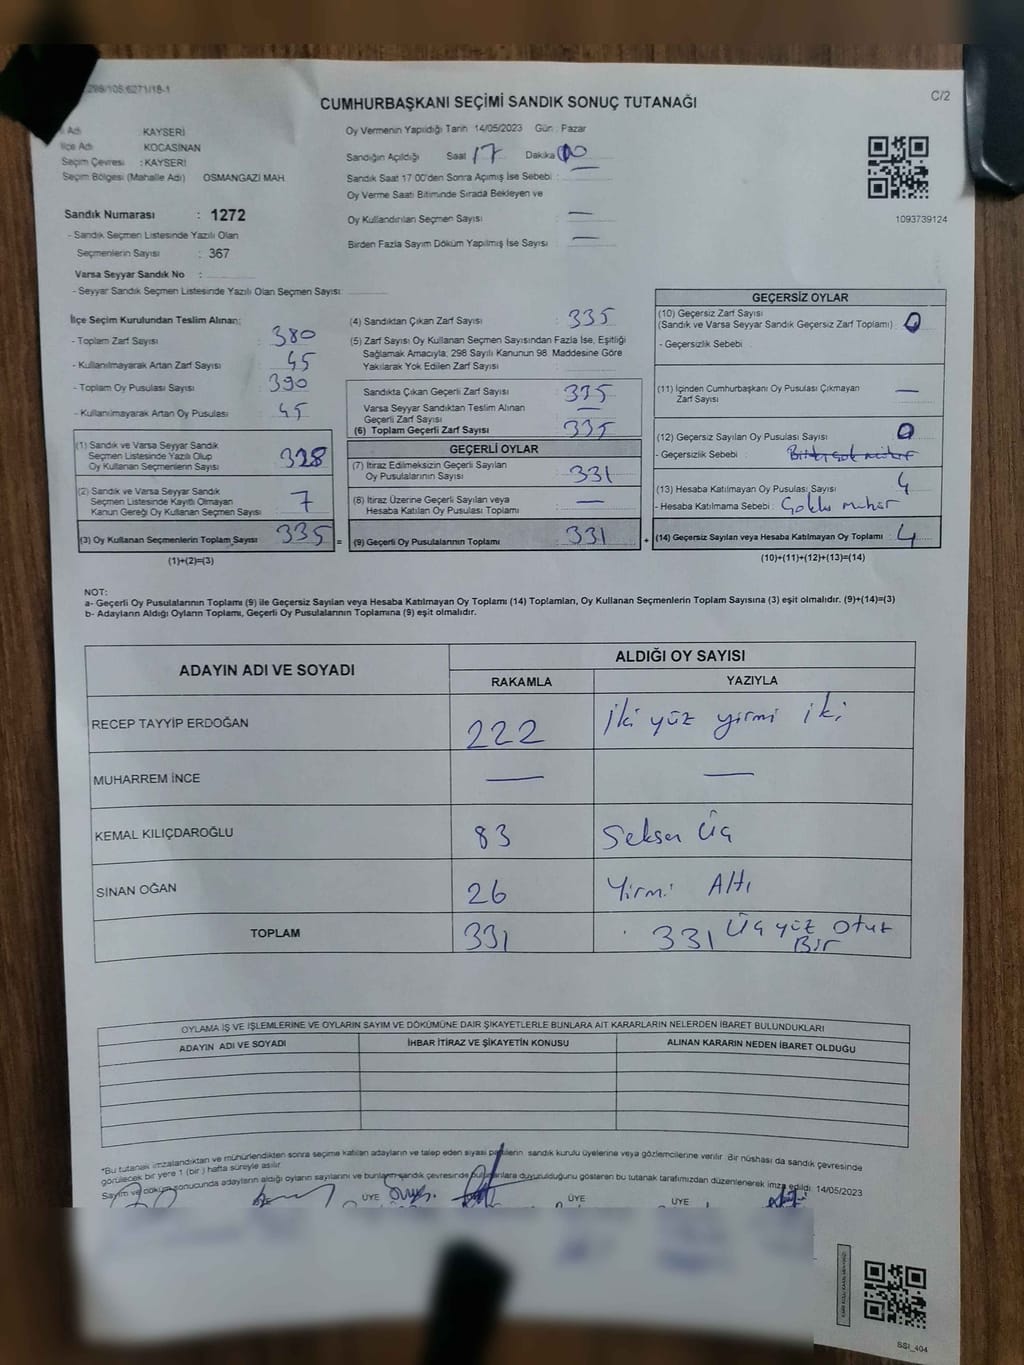 298/108.6271/18-1
CUMHURBAŞKANI SEÇİMİ SANDIK SONUÇ TUTANAĞI
C/2
Adı KAYSERİ
İlçe Adı KOCASİNAN
Seçim Çevresi : KAYSERİ
Seçim Bölgesi (Mahalle Adı) OSMANGAZI MAH
Oy Vermenin Yapıldığı Tarih 14/05/2023 Gün : Pazar
Sandığın Açıldığı Saat 17 Dakika 00
Sandık Saat 17 00'den Sonra Açımış İse Sebebi :
Oy Verme Saati Bitiminde Sırada Bekleyen ve
Oy Kullandırılan Seçmen Sayısı —
Birden Fazla Sayım Döküm Yapılmış İse Sayısı —
1093739124
Sandık Numarası : 1272
- Sandık Seçmen Listesinde Yazılı Olan
Seçmenlerin Sayısı : 367
Varsa Seyyar Sandık No :
- Seyyar Sandık Seçmen Listesinde Yazılı Olan Seçmen Sayısı
İlçe Seçim Kurulundan Teslim Alınan:
- Toplam Zarf Sayısı : 380
- Kullanılmayarak Artan Zarf Sayısı : 45
- Toplam Oy Pusulası Sayısı : 390
- Kullanılmayarak Artan Oy Pusulası : 45
(1) Sandık ve Varsa Seyyar Sandık
Seçmen Listesinde Yazılı Olup
Oy Kullanan Seçmenlerin Sayısı 328
(2) Sandık ve Varsa Seyyar Sandık
Seçmen Listesinde Kayıtlı Olmayan
Kanun Gereği Oy Kullanan Seçmen Sayısı 7
(3) Oy Kullanan Seçmenlerin Toplam Sayısı 335 =
(1)+(2)=(3)
(4) Sandıktan Çıkan Zarf Sayısı : 335
(5) Zarf Sayısı Oy Kullanan Seçmen Sayısından Fazla İse, Eşitliği
Sağlamak Amacıyla, 298 Sayılı Kanunun 98. Maddesine Göre
Yakılarak Yok Edilen Zarf Sayısı :
Sandıkta Çıkan Geçerli Zarf Sayısı : 335
Varsa Seyyar Sandıktan Teslim Alınan
Geçerli Zarf Sayısı : —
(6) Toplam Geçerli Zarf Sayısı : 335
GEÇERLİ OYLAR
(7) İtiraz Edilmeksizin Geçerli Sayılan
Oy Pusulalarının Sayısı : 331
(8) İtiraz Üzerine Geçerli Sayılan veya
Hesaba Katılan Oy Pusulası Toplamı : —
(9) Geçerli Oy Pusulalarının Toplamı : 331 +
GEÇERSİZ OYLAR
(10) Geçersiz Zarf Sayısı
(Sandık ve Varsa Seyyar Sandık Geçersiz Zarf Toplamı) : 0
- Geçersizlik Sebebi
(11) İçinden Cumhurbaşkanı Oy Pusulası Çıkmayan
Zarf Sayısı —
(12) Geçersiz Sayılan Oy Pusulası Sayısı : 0
- Geçersizlik Sebebi :
(13) Hesaba Katılmayan Oy Pusulası Sayısı : 4
- Hesaba Katılmama Sebebi : Çoklu mühür
(14) Geçersiz Sayılan veya Hesaba Katılmayan Oy Toplamı : 4
(10)+(11)+(12)+(13)=(14)
NOT:
a- Geçerli Oy Pusulalarının Toplamı (9) ile Geçersiz Sayılan veya Hesaba Katılmayan Oy Toplamı (14) Toplamları, Oy Kullanan Seçmenlerin Toplam Sayısına (3) eşit olmalıdır. (9)+(14)=(3)
b- Adayların Aldığı Oyların Toplamı, Geçerli Oy Pusulalarının Toplamına (9) eşit olmalıdır.
ADAYIN ADI VE SOYADI ALDIĞI OY SAYISI
RAKAMLA YAZIYLA
RECEP TAYYİP ERDOĞAN 222 İki yüz yirmi iki
MUHARREM İNCE — —
KEMAL KILIÇDAROĞLU 83 Seksen Üç
SİNAN OĞAN 26 Yirmi Altı
TOPLAM 331 331 Üç yüz otuz
Bir
OYLAMA İŞ VE İŞLEMLERİNE VE OYLARIN SAYIM VE DÖKÜMÜNE DAİR ŞİKAYETLERLE BUNLARA AİT KARARLARIN NELERDEN İBARET BULUNDUKLARI
ADAYIN ADI VE SOYADI İHBAR İTİRAZ VE ŞİKAYETİN KONUSU ALINAN KARARIN NEDEN İBARET OLDUĞU
*Bu tutanak imzalandıktan ve mühürlendikten sonra seçime katılan adayların ve talep eden siyasi partilerin sandık kurulu üyelerine veya gözlemcilerine verilir Bir nüshası da sandık çevresinde
görülecek bir yere 1 (bir) hafta süreyle asılır
Sayım ve döküm sonucunda adayların aldığı oyların sayılarını ve bunların sandık çevresinde bulunanlara duyurulduğunu gösteren bu tutanak tarafımızdan düzenlenerek imza edildi. 14/05/2023
ÜYE ÜYE ÜYE
SSI_404